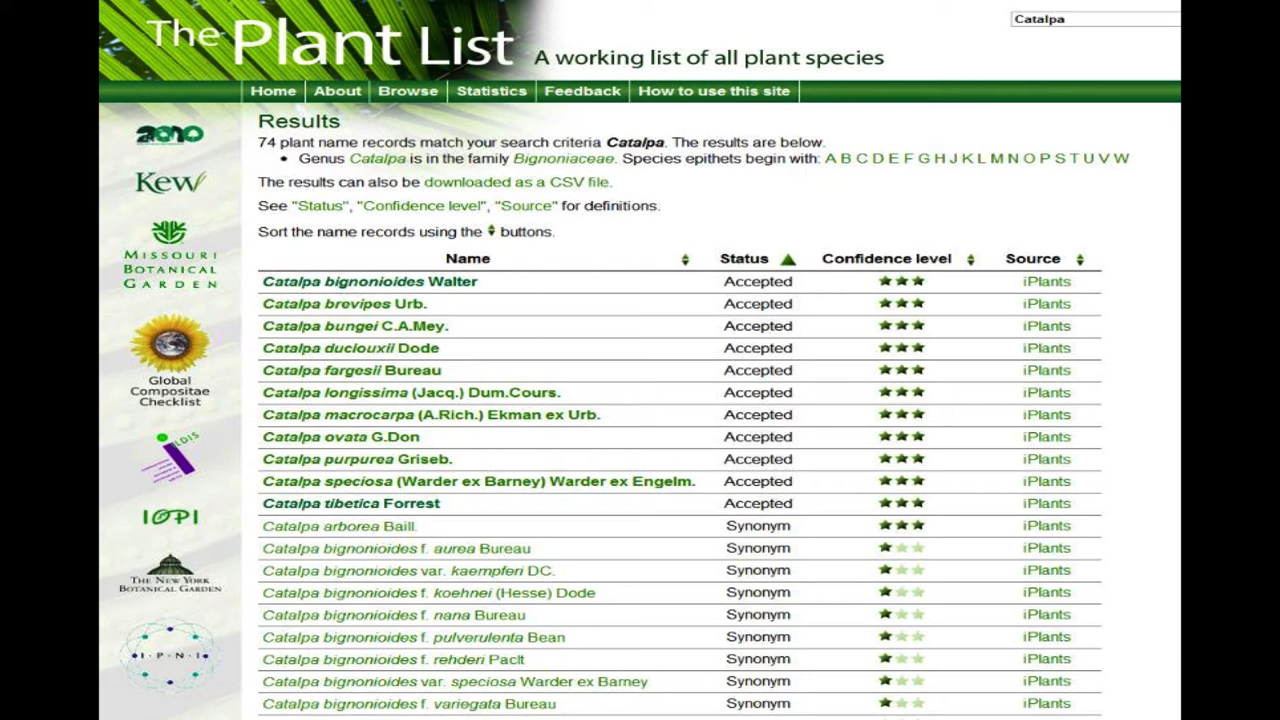 The Plant List A working list of all plant species
Catalpa
Home About Browse Statistics Feedback How to use this site
Results
74 plant name records match your search criteria Catalpa. The results are below.
• Genus Catalpa is in the family Bignoniaceae. Species epithets begin with: A B C D E F G H J K L M N O P S T U V W
The results can also be downloaded as a CSV file.
See "Status", "Confidence level", "Source" for definitions.
Sort the name records using the buttons.
Name Status Confidence level Source
Catalpa bignonioides Walter Accepted iPlants
Catalpa brevipes Urb. Accepted iPlants
Catalpa bungei C.A.Mey. Accepted iPlants
Catalpa duclouxii Dode Accepted iPlants
Catalpa fargesii Bureau Accepted iPlants
Catalpa longissima (Jacq.) Dum.Cours. Accepted iPlants
Catalpa macrocarpa (A.Rich.) Ekman ex Urb. Accepted iPlants
Catalpa ovata G.Don Accepted iPlants
Catalpa purpurea Griseb. Accepted iPlants
Catalpa speciosa (Warder ex Barney) Warder ex Engelm. Accepted iPlants
Catalpa tibetica Forrest Accepted iPlants
Catalpa arborea Baill. Synonym iPlants
Catalpa bignonioides f. aurea Bureau Synonym iPlants
Catalpa bignonioides var. kaempferi DC. Synonym iPlants
Catalpa bignonioides f. koehnei (Hesse) Dode Synonym iPlants
Catalpa bignonioides f. nana Bureau Synonym iPlants
Catalpa bignonioides f. pulverulenta Bean Synonym iPlants
Catalpa bignonioides f. rehderi Paclt Synonym iPlants
Catalpa bignonioides var. speciosa Warder ex Barney Synonym iPlants
Catalpa bignonioides f. variegata Bureau Synonym iPlants
2010
Kew
MISSOURI
BOTANICAL
GARDEN
Global
Compositae
Checklist
ILDIS
IOPI
THE NEW YORK
BOTANICAL GARDEN
I·P·N·I